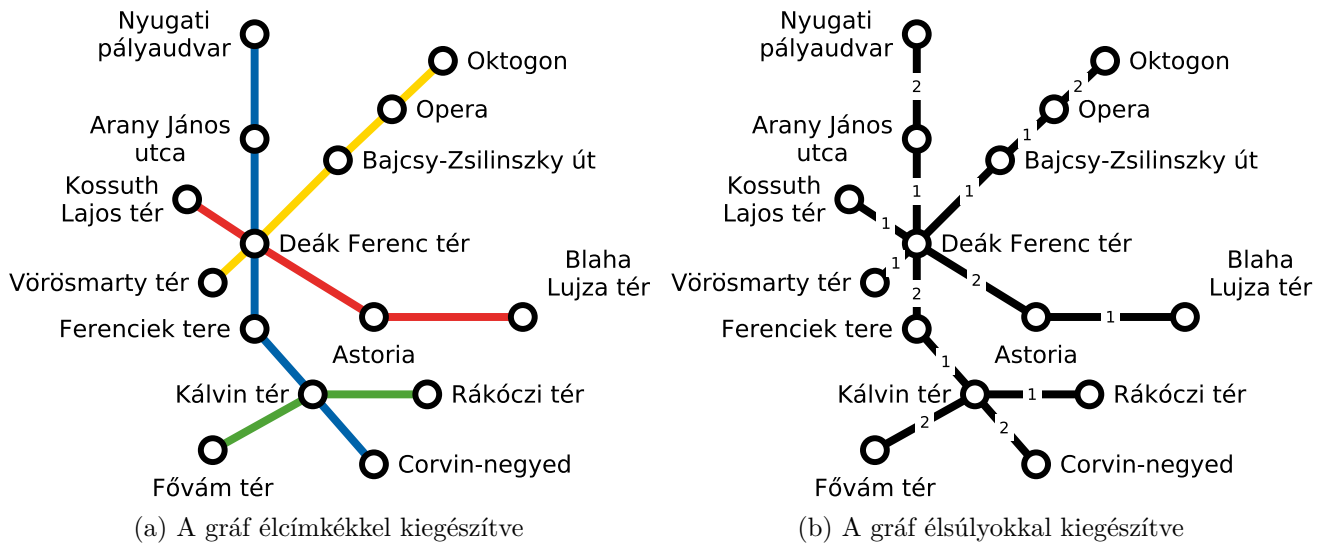 Nyugati
pályaudvar
Oktogon
Opera
Arany János
utca
Bajcsy-Zsilinszky út
Kossuth
Lajos tér
Deák Ferenc tér
Blaha
Lujza tér
Vörösmarty tér
Ferenciek tere
Astoria
Kálvin tér
Rákóczi tér
Corvin-negyed
Fővám tér
(a) A gráf élcímkékkel kiegészítve
Nyugati
pályaudvar
Oktogon
2
2
Opera
Arany János
utca
1
Bajcsy-Zsilinszky út
Kossuth
Lajos tér
1
1
1
Deák Ferenc tér
Blaha
Lujza tér
1
Vörösmarty tér
2
2
1
Ferenciek tere
Astoria
1
Kálvin tér
1
Rákóczi tér
2
2
Corvin-negyed
Fővám tér
(b) A gráf élsúlyokkal kiegészítve